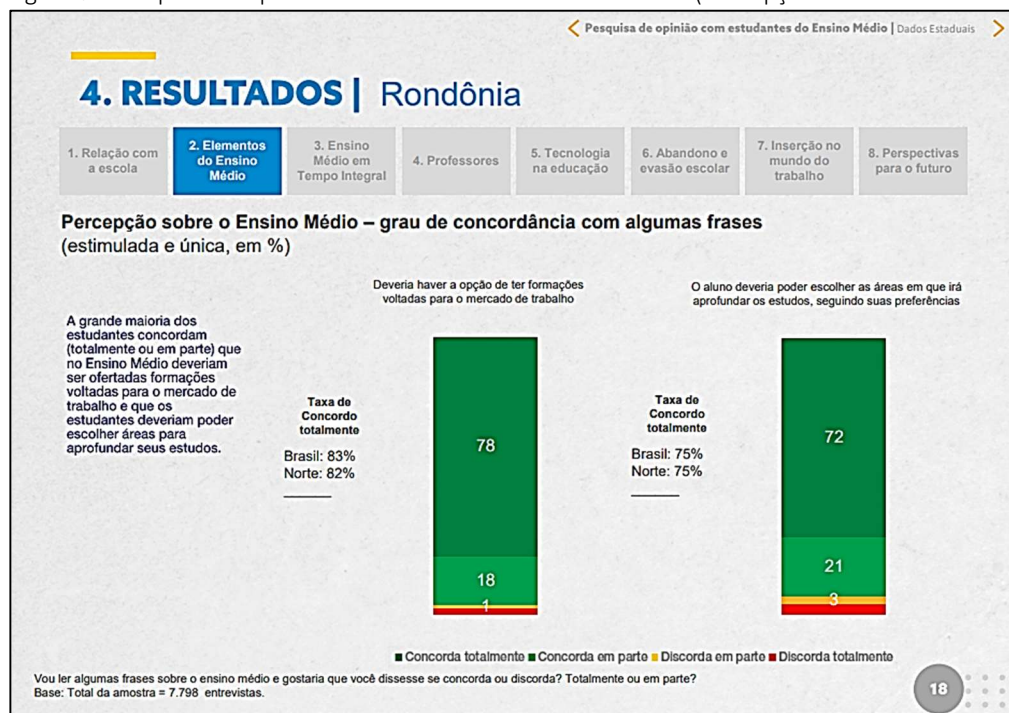 Pesquisa de opinião com estudantes do Ensino Médio | Dados Estaduais
4. RESULTADOS | Rondônia
1. Relação com
a escola
2. Elementos
do Ensino
Médio
3. Ensino
Médio em
Tempo Integral
4. Professores
5. Tecnologia
na educação
6. Abandono e
evasão escolar
7. Inserção no
mundo do
trabalho
8. Perspectivas
para o futuro
Percepção sobre o Ensino Médio – grau de concordância com algumas frases
(estimulada e única, em %)
A grande maioria dos
estudantes concordam
(totalmente ou em parte) que
no Ensino Médio deveriam
ser ofertadas formações
voltadas para o mercado de
trabalho e que os
estudantes deveriam poder
escolher áreas para
aprofundar seus estudos.
Deveria haver a opção de ter formações
voltadas para o mercado de trabalho
Taxa de
Concordo
totalmente
Brasil: 83%
Norte: 82%
78
18
1
O aluno deveria poder escolher as áreas em que irá
aprofundar os estudos, seguindo suas preferências
Taxa de
Concordo
totalmente
Brasil: 75%
Norte: 75%
72
21
3
Concorda totalmente Concorda em parte Discorda em parte Discorda totalmente
Vou ler algumas frases sobre o ensino médio e gostaria que você dissesse se concorda ou discorda? Totalmente ou em parte?
Base: Total da amostra = 7.798 entrevistas.
18